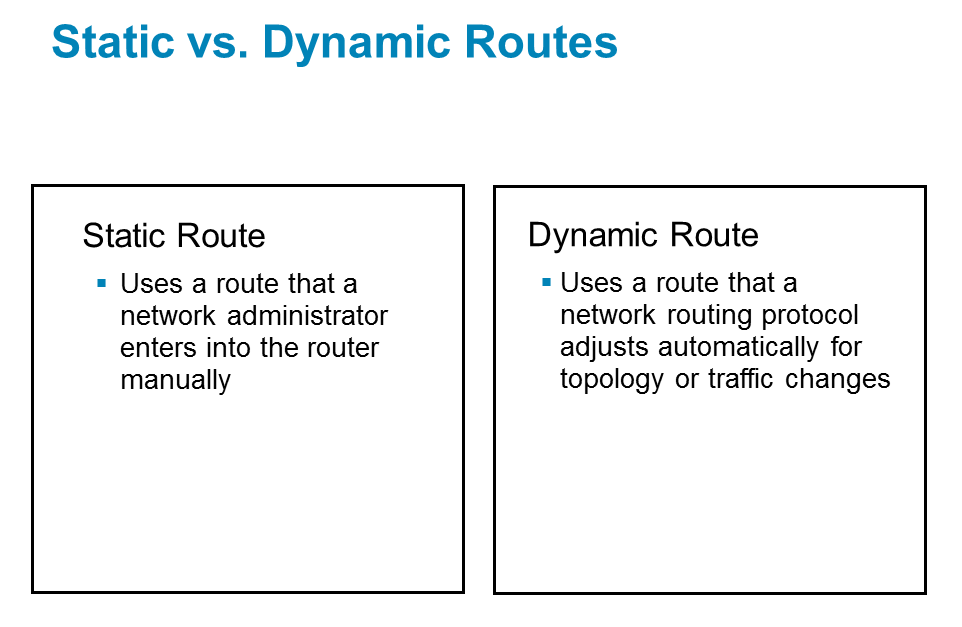 Static vs. Dynamic Routes
Static Route
▪ Uses a route that a
network administrator
enters into the router
manually
Dynamic Route
▪ Uses a route that a
network routing protocol
adjusts automatically for
topology or traffic changes